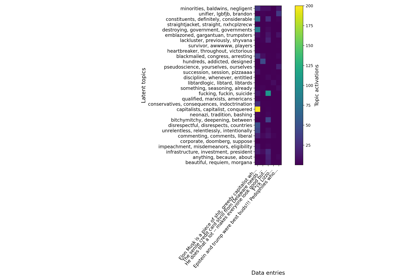 minorities, baldwins, negligent
unifier, lgbfjb, brandon
constituents, definitely, considerable
straightjacket, straight, nxhcplzrecw
destroying, government, governments
emblazoned, gargantuan, trumpsters
lackluster, previously, shyvana
survivor, awwwww, players
heartbreaker, throughout, victorious
blackmailed, congress, arresting
hundreds, addicted, designed
pseudoscience, yourselves, ourselves
succession, session, pizzaaaa
discipline, whenever, entitled
libtardlogic, libtard, libtards
something, seasoning, already
fucking, fuckin, suicide
qualified, marxists, americans
conservatives, consequences, indoctrination
capitalists, capitalist, conquered
neonazi, tradition, bashing
bitchymitchy, deepening, between
disrespectful, disrespects, countries
unrelentless, relentlessly, intentionally
commenting, comments, liberal
corporate, doomberg, suppose
impeachment, misdemeanors, eligibility
infrastructure, investment, president
anything, because, about
beautiful, requiem, morgana
Latent topics
Data entries
200
175
150
125
100
75
50
25
Topic activations